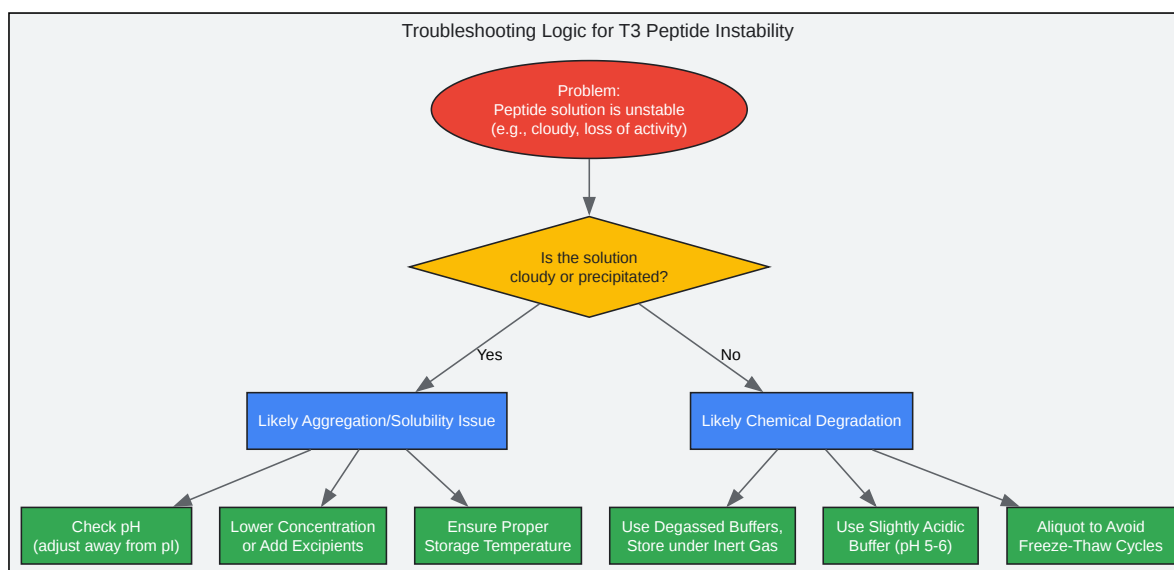 Troubleshooting Logic for T3 Peptide Instability
Problem:
Peptide solution is unstable
(e.g., cloudy, loss of activity)
Is the solution
cloudy or precipitated?
Yes
No
Likely Aggregation/Solubility Issue
Likely Chemical Degradation
Check pH
(adjust away from pI)
Lower Concentration
or Add Excipients
Ensure Proper
Storage Temperature
Use Degassed Buffers,
Store under Inert Gas
Use Slightly Acidic
Buffer (pH 5-6)
Aliquot to Avoid
Freeze-Thaw Cycles